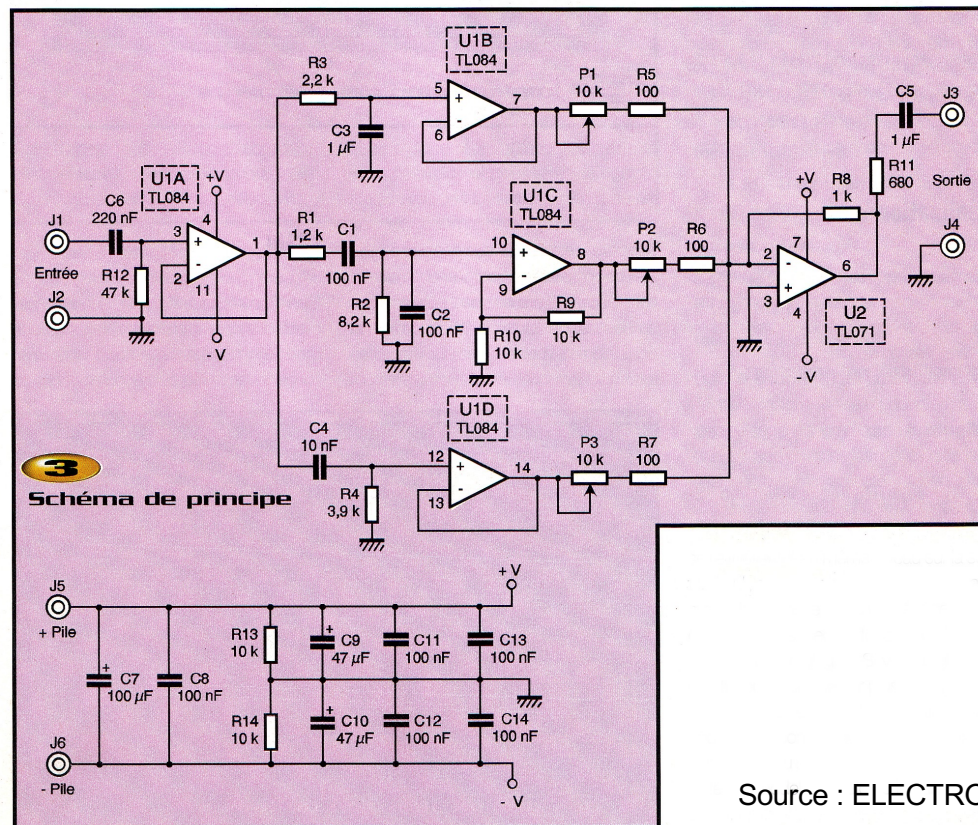 U1B
TL084
R3
2,2 k
5
+
-
6
7
P1
10 k
R5
100
C3
1 µF
C5
1 µF
J3
R11
680
Sortie
J4
U1A
TL084
+V
4
C6
220 nF
J1
Entrée
J2
R12
47 k
3
+
-
2
1
11
- V
R1
1,2 k
C1
100 nF
R2
8,2 k
C2
100 nF
U1C
TL084
10
+
-
9
8
P2
10 k
R6
100
R9
10 k
R10
10 k
+V
R8
1 k
2
-
+
3
7
6
4
- V
U2
TL071
U1D
TL084
C4
10 nF
R4
3,9 k
12
+
-
13
14
P3
10 k
R7
100
3
Schéma de principe
J5
+ Pile
+ V
C7
+
100 µF
C8
100 nF
R13
10 k
+
C9
47 µF
C11
100 nF
C13
100 nF
R14
10 k
+
C10
47 µF
C12
100 nF
C14
100 nF
J6
- Pile
- V
Source : ELECTRO